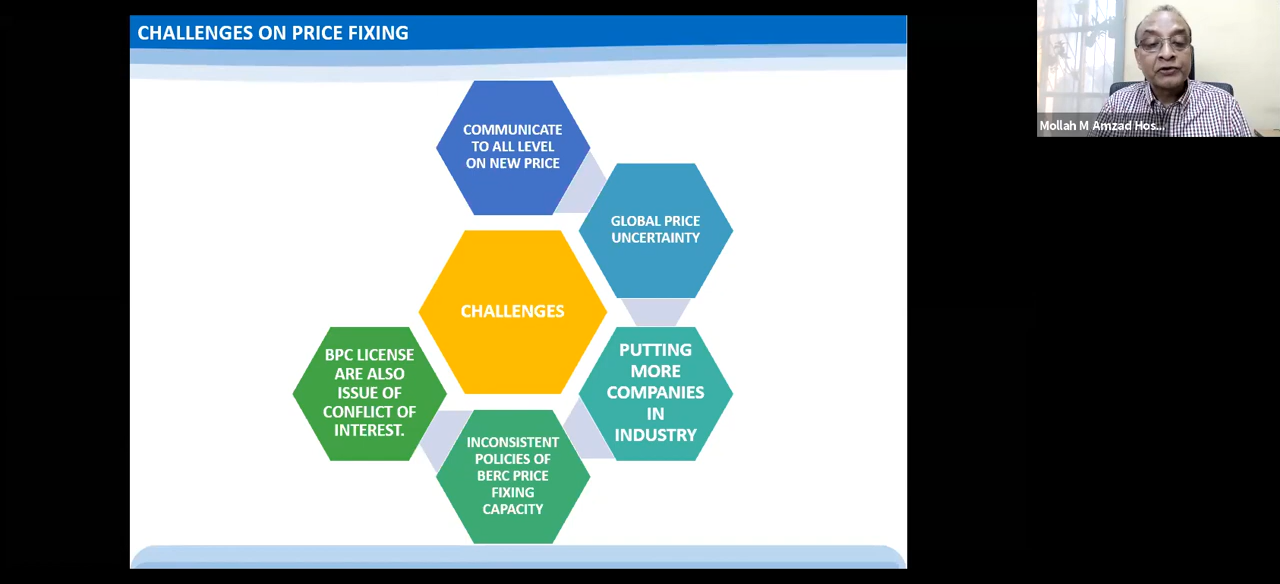 CHALLENGES ON PRICE FIXING
COMMUNICATE
TO ALL LEVEL
ON NEW PRICE
GLOBAL PRICE
UNCERTAINTY
CHALLENGES
PUTTING
MORE
COMPANIES
IN
INDUSTRY
BPC LICENSE
ARE ALSO
ISSUE OF
CONFLICT OF
INTEREST.
INCONSISTENT
POLICIES OF
BERC PRICE
FIXING
CAPACITY
Mollah M Amzad Hos...